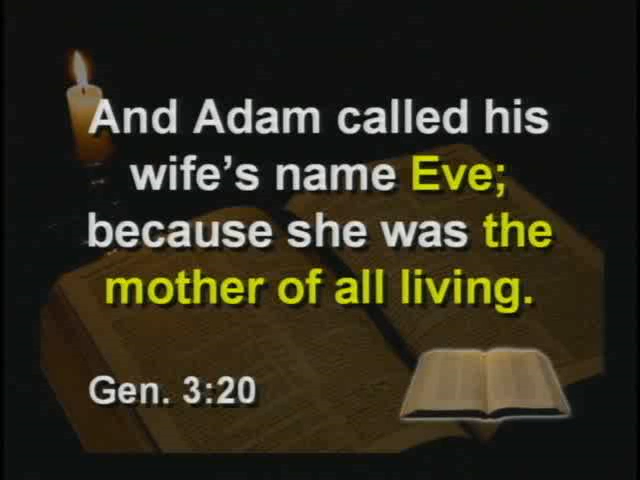 And Adam called his
wife’s name Eve;
because she was the
mother of all living.
Gen. 3:20